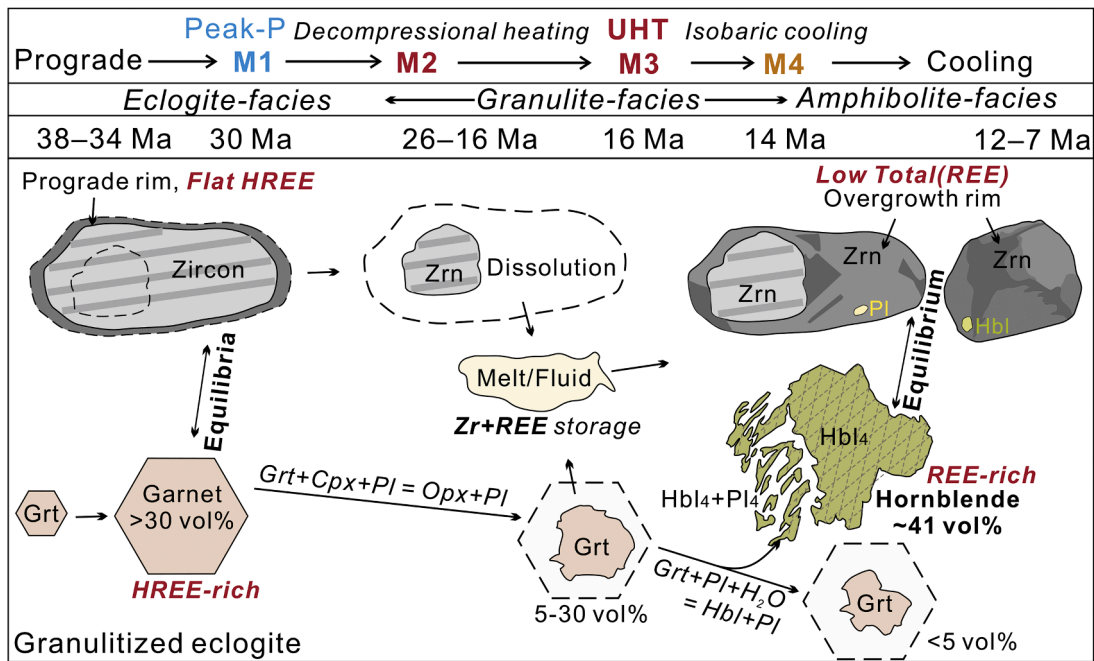 Peak-P Decompressional heating UHT Isobaric cooling
Prograde M1 M2 M3 M4 Cooling
Eclogite-facies Granulite-facies Amphibolite-facies
38–34 Ma 30 Ma 26–16 Ma 16 Ma 14 Ma 12–7 Ma
Prograde rim, Flat HREE
Low Total(REE)
Overgrowth rim
Zircon
Zrn
Dissolution
Zrn
Zrn
Pl
Zrn
Hbl
Equilibria
Melt/Fluid
Zr+REE storage
Equilibrium
Hbl4
Hbl4+Pl4
REE-rich
Hornblende
~41 vol%
Grt
Garnet
>30 vol%
HREE-rich
Grt+Cpx+Pl = Opx+Pl
Grt
5-30 vol%
Grt+Pl+H2O
= Hbl+Pl
Grt
<5 vol%
Granulitized eclogite